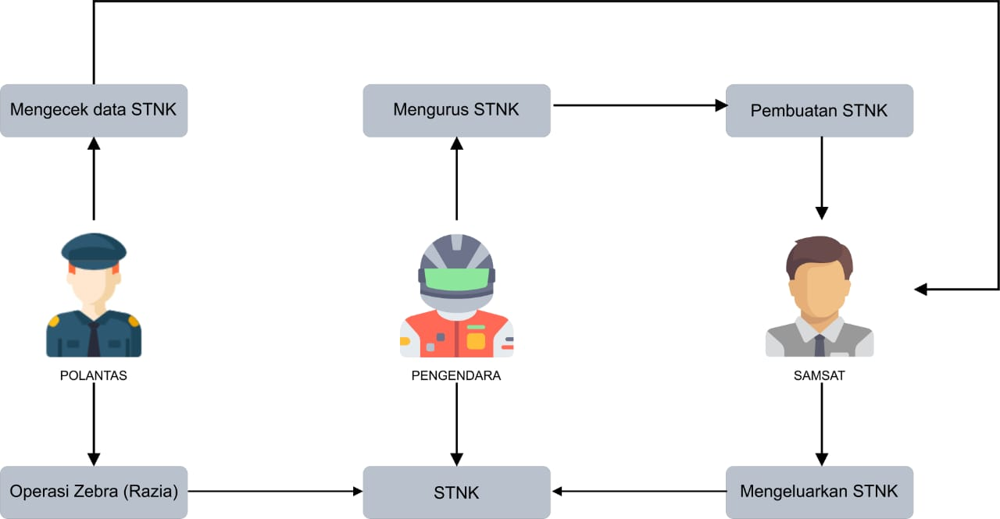 Mengecek data STNK
Mengurus STNK
Pembuatan STNK
POLANTAS
PENGENDARA
SAMSAT
Operasi Zebra (Razia)
STNK
Mengeluarkan STNK